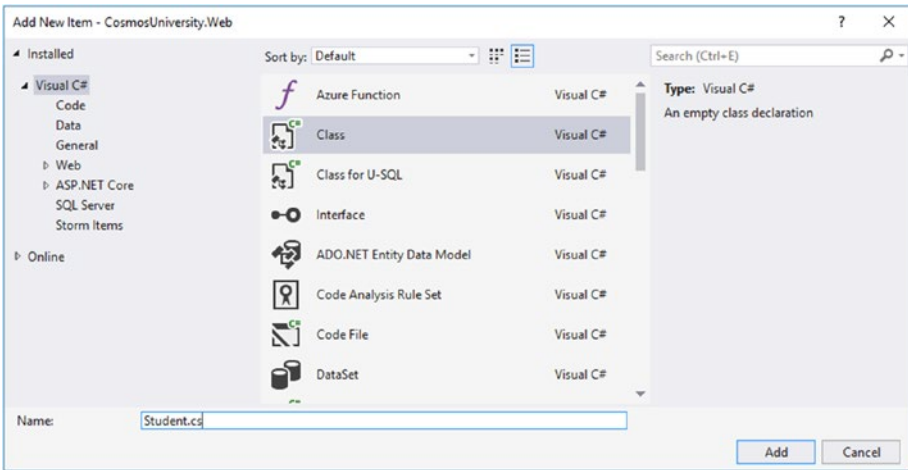 Add New Item - CosmosUniversity.Web ?
Installed
Visual C#
Code
Data
General
Web
ASP.NET Core
SQL Server
Storm Items
Online
Sort by: Default
Azure Function Visual C#
Class Visual C#
Class for U-SQL Visual C#
Interface Visual C#
ADO.NET Entity Data Model Visual C#
Code Analysis Rule Set Visual C#
Code File Visual C#
DataSet Visual C#
Search (Ctrl+E)
Type: Visual C#
An empty class declaration
Name: Student.cs
Add Cancel